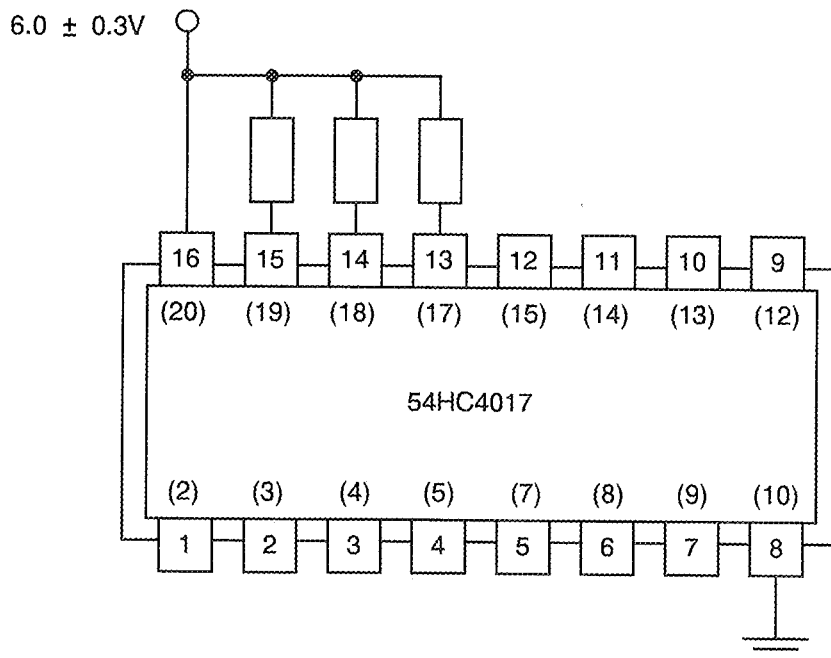 6.0 ± 0.3V
16 15 14 13 12 11 10 9
(20) (19) (18) (17) (15) (14) (13) (12)
54HC4017
(2) (3) (4) (5) (7) (8) (9) (10)
1 2 3 4 5 6 7 8